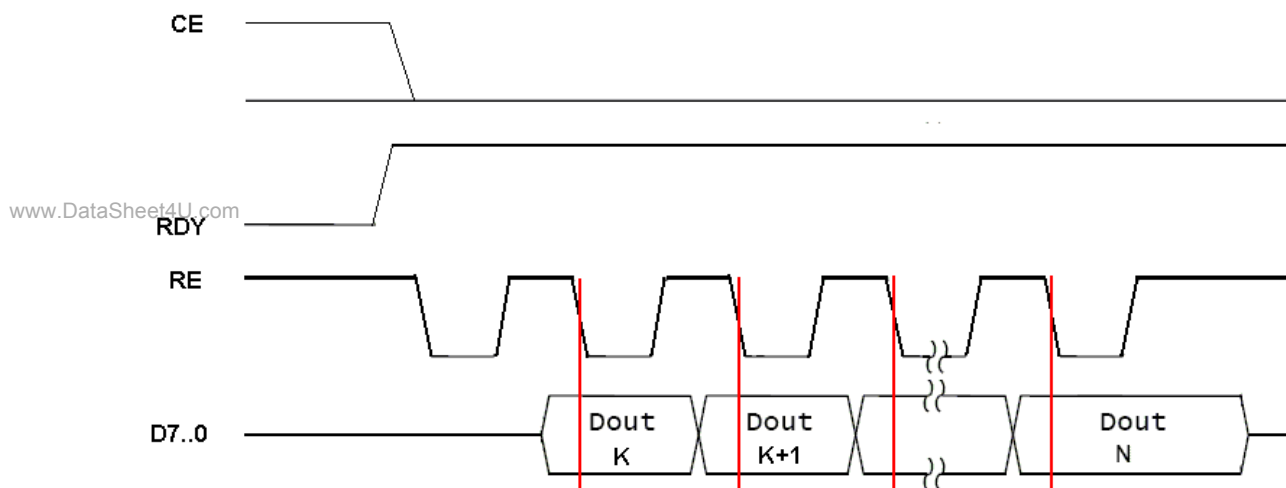 CE
www.DataSheet4U.com
RDY
RE
D7..0
Dout
K
Dout
K+1
Dout
N